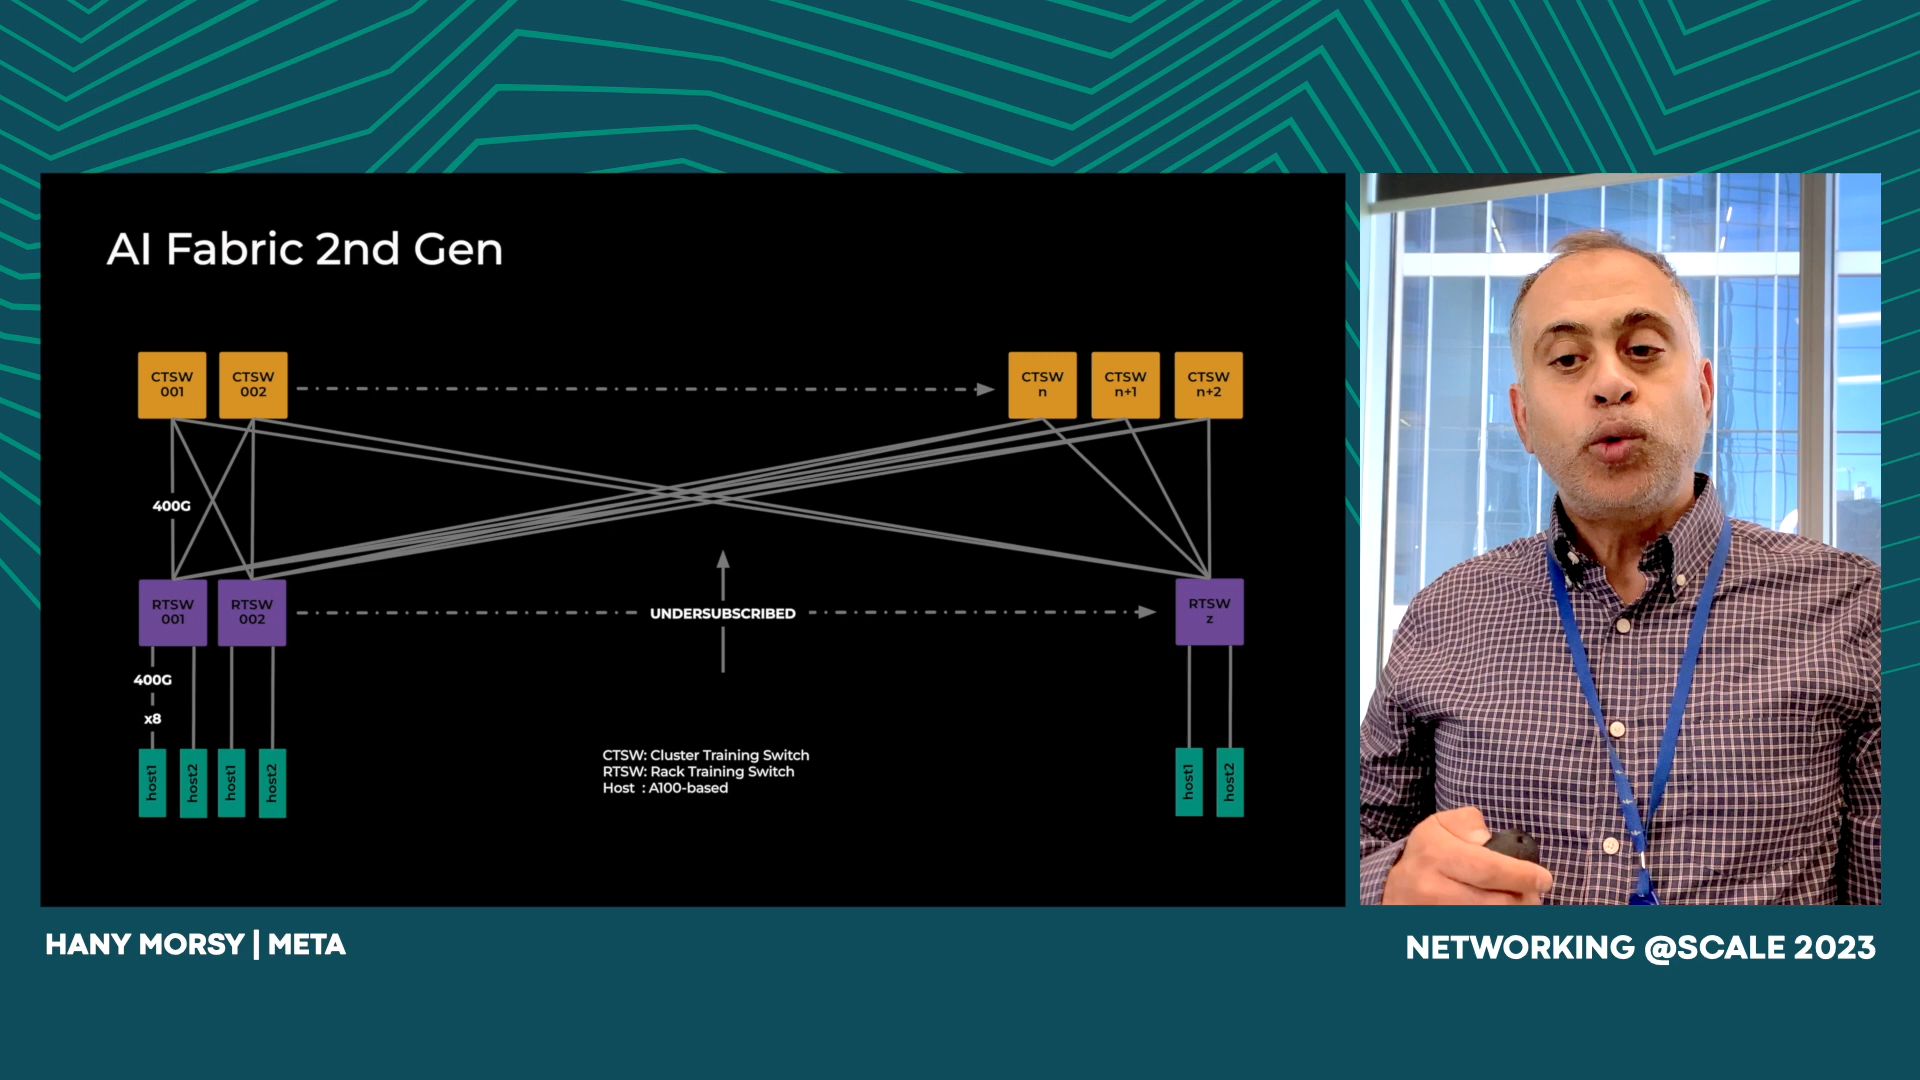 AI Fabric 2nd Gen
CTSW
001
CTSW
002
CTSW
n
CTSW
n+1
CTSW
n+2
400G
RTSW
001
RTSW
002
UNDERSUBSCRIBED
RTSW
z
400G
x8
host1
host2
host1
host2
host1
host2
CTSW: Cluster Training Switch
RTSW: Rack Training Switch
Host : A100-based
HANY MORSY | META
NETWORKING @SCALE 2023